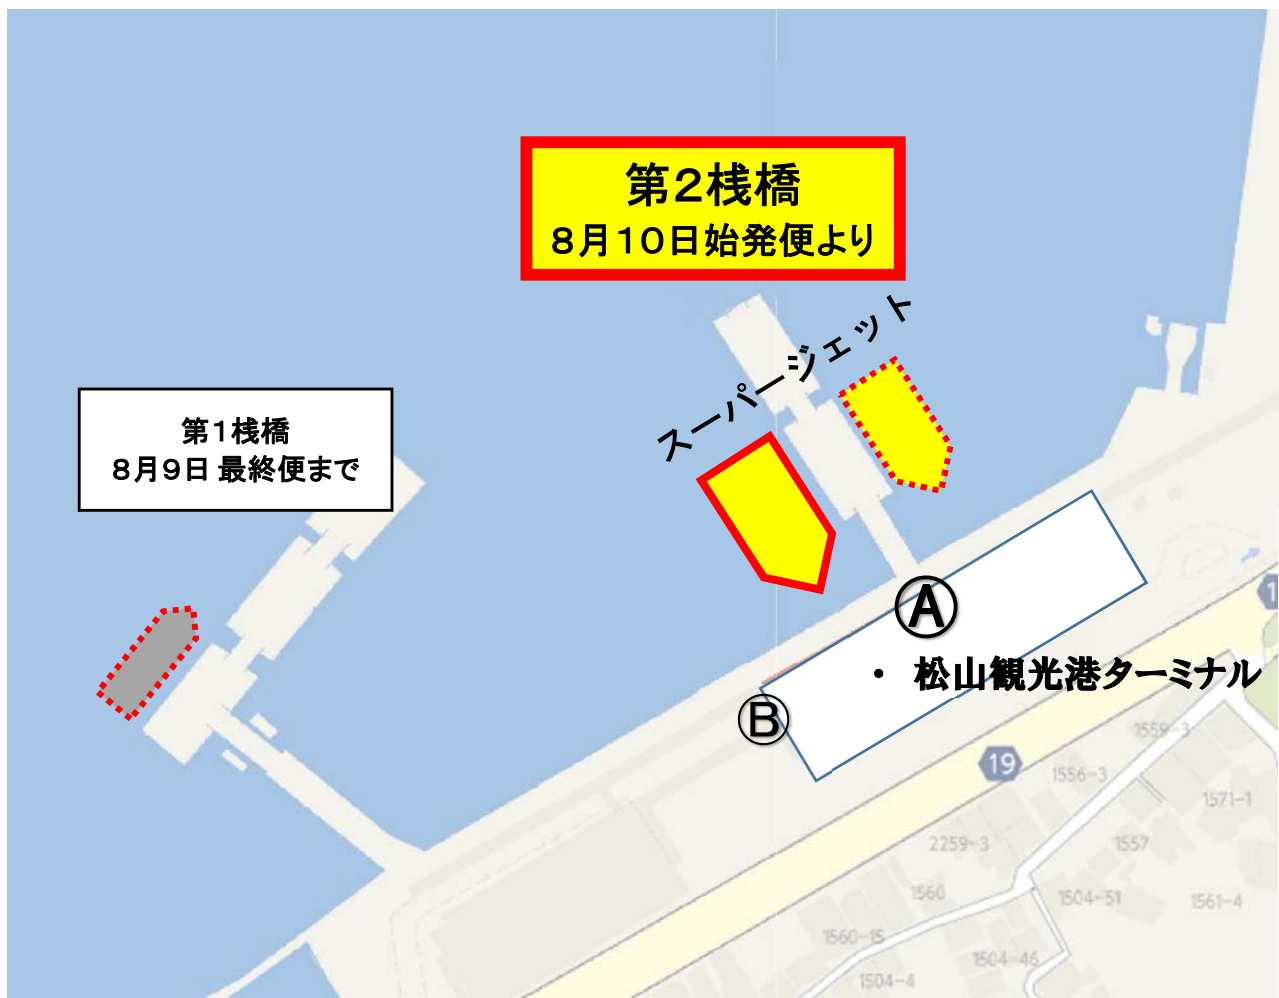 第２桟橋
８月１０日始発便より
スーパージェット
第１桟橋
８月９日 最終便まで
Ⓐ
・ 松山観光港ターミナル
Ⓑ
1
19
1559-3
1556-3
1571-1
2259-3
1557
1560
1504-51
1561-4
1560-15
1504-46
1504-4